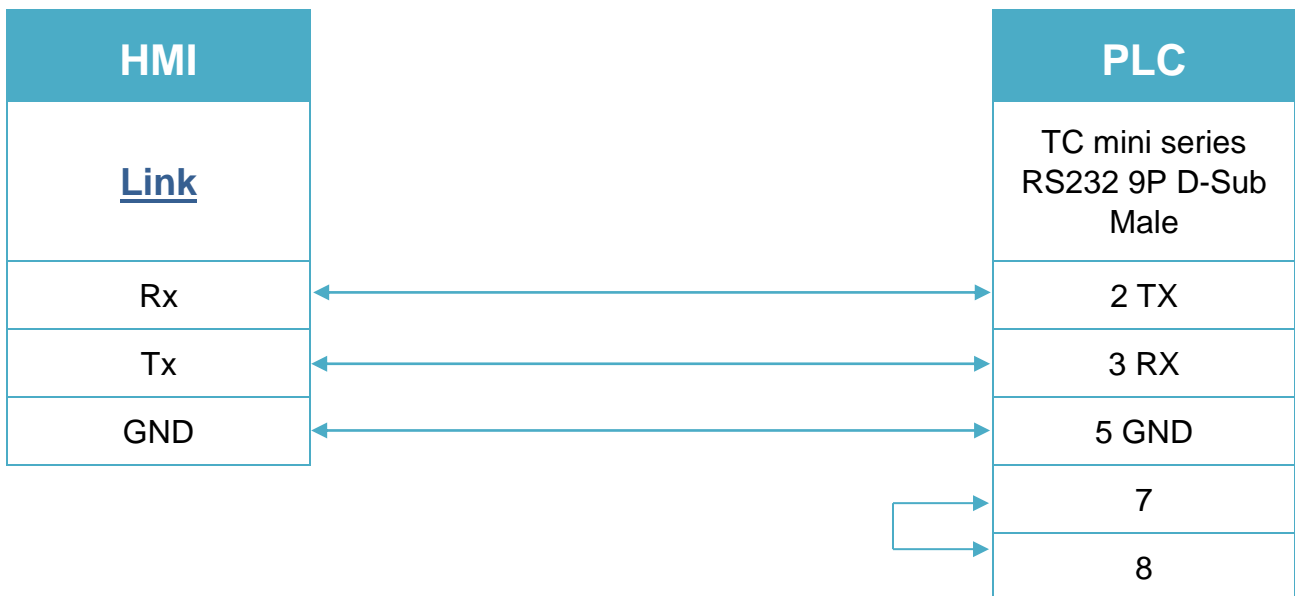 HMI
PLC
Link
TC mini series
RS232 9P D-Sub
Male
Rx
2 TX
Tx
3 RX
GND
5 GND
7
8